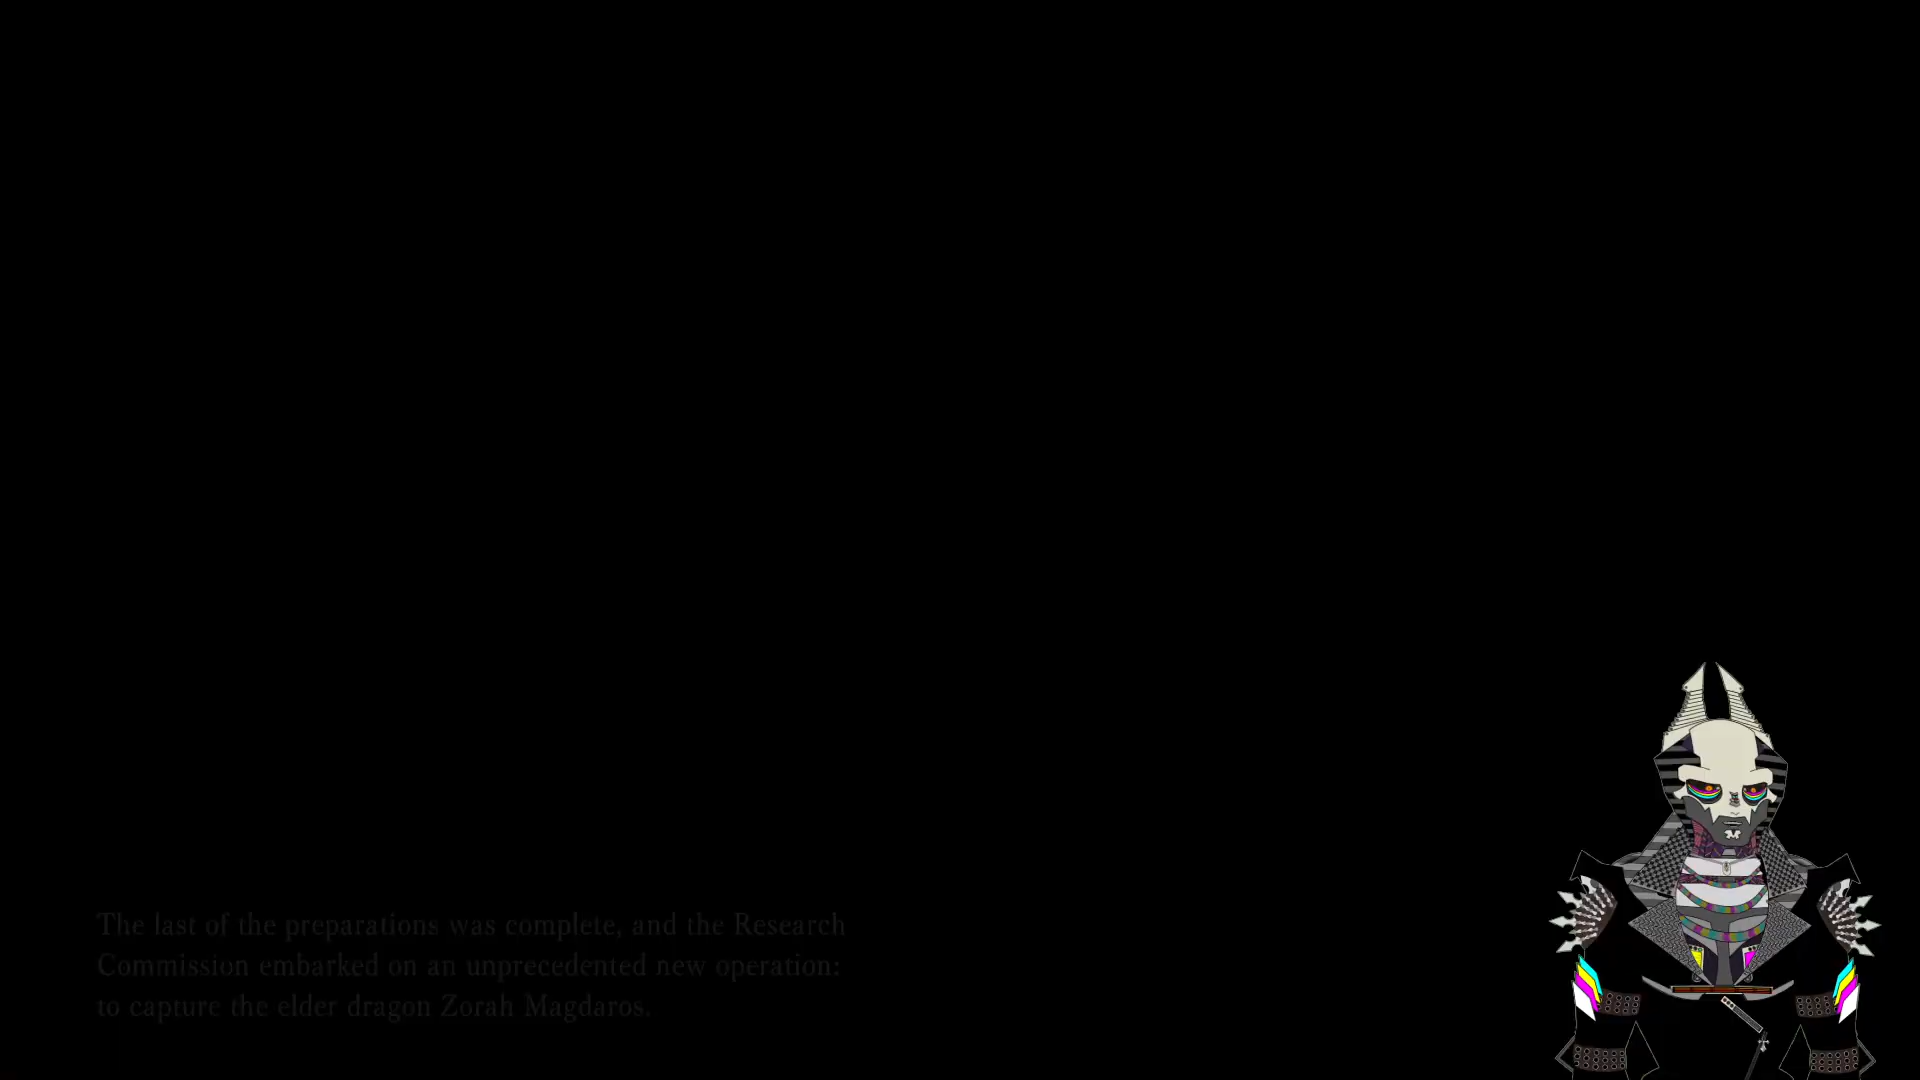 The last of the preparations was complete, and the Research
Commission embarked on an unprecedented new operation:
to capture the elder dragon Zorah Magdaros.